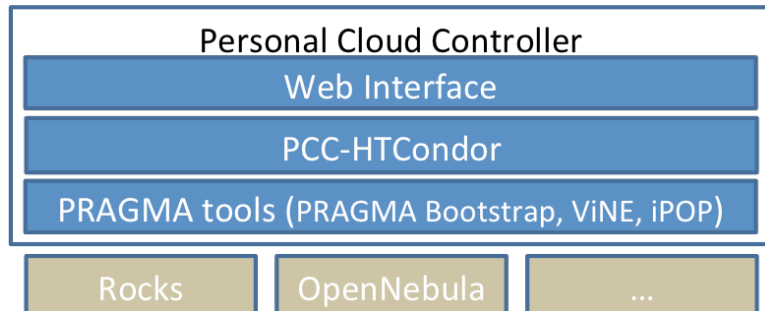 Personal Cloud Controller
Web Interface
PCC-HTCondor
PRAGMA tools (PRAGMA Bootstrap, ViNE, iPOP)
Rocks OpenNebula ...